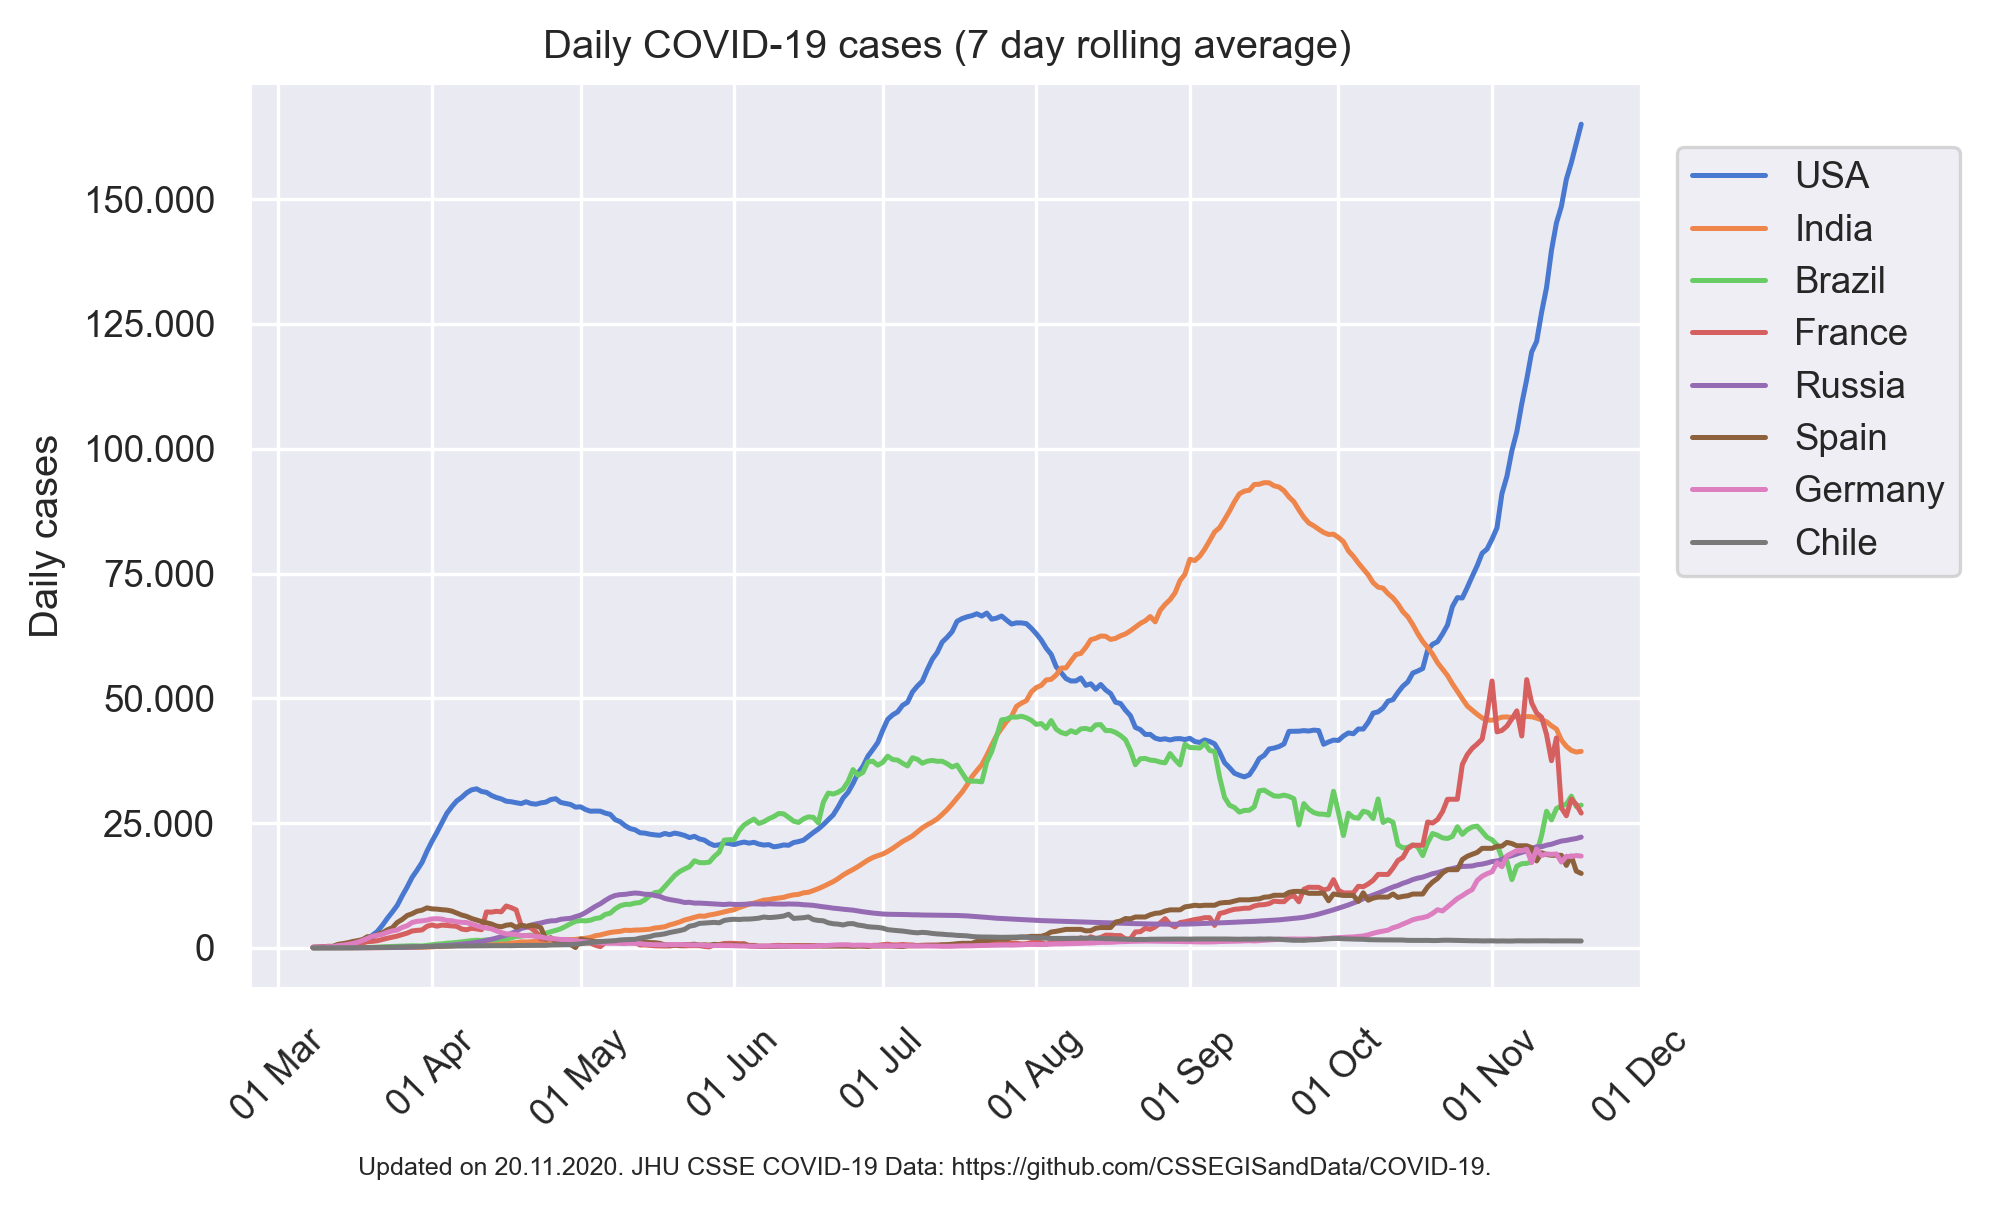 Daily COVID-19 cases (7 day rolling average)
Daily cases
150.000
125.000
100.000
75.000
50.000
25.000
0
01 Mar
01 Apr
01 May
01 Jun
01 Jul
01 Aug
01 Sep
01 Oct
01 Nov
01 Dec
USA
India
Brazil
France
Russia
Spain
Germany
Chile
Updated on 20.11.2020. JHU CSSE COVID-19 Data: https://github.com/CSSEGISandData/COVID-19.